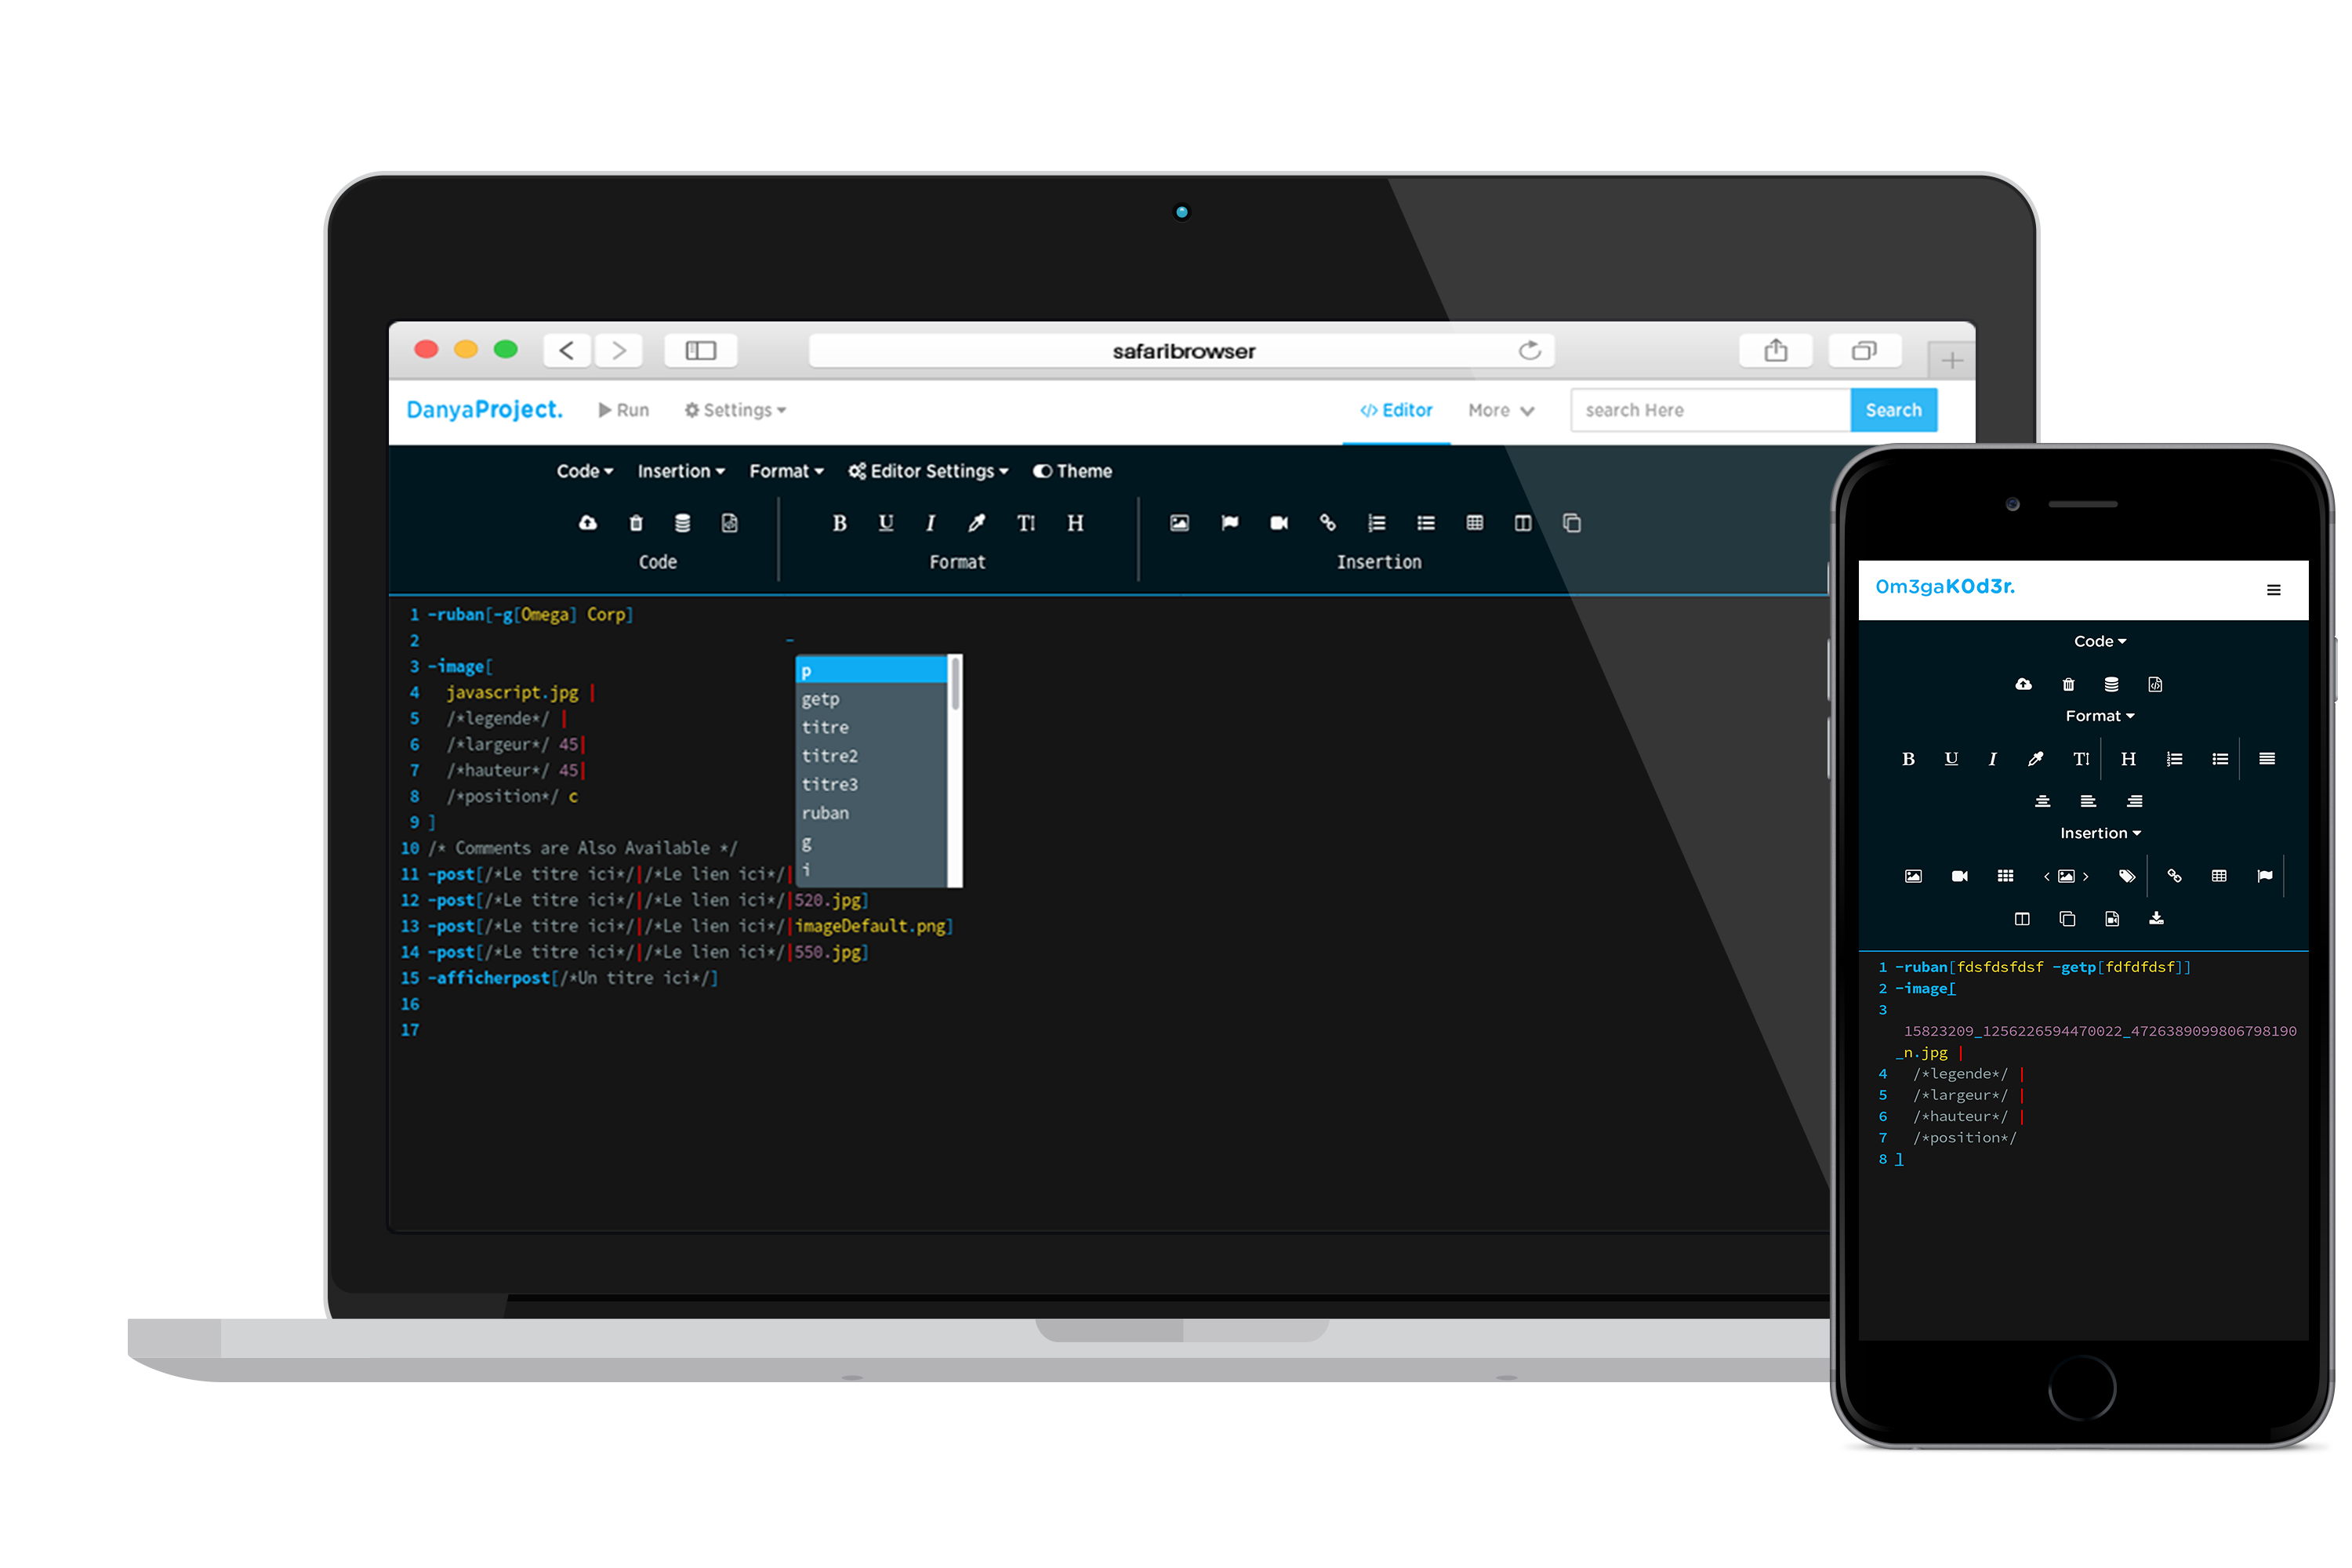 safaribrowser
DanyaProject. Run Settings Editor More search Here Search
Code Insertion Format Editor Settings Theme
B U I T H
Code Format Insertion
1 -ruban[-g[Omega] Corp]
2 -
3 -image[
4 javascript.jpg |
5 /*legende*/ |
6 /*largeur*/ 45|
7 /*hauteur*/ 45|
8 /*position*/ c
9 ]
10 /* Comments are Also Available */
11 -post[/*Le titre ici*/|/*Le lien ici*/|
12 -post[/*Le titre ici*/|/*Le lien ici*/|520.jpg]
13 -post[/*Le titre ici*/|/*Le lien ici*/|imageDefault.png]
14 -post[/*Le titre ici*/|/*Le lien ici*/|550.jpg]
15 -afficherpost[/*Un titre ici*/]
16
17
p
getp
titre
titre2
titre3
ruban
g
i
0m3gaK0d3r.
Code
Format
B U I T H
Insertion
1 -ruban[fdsfdsfdsf -getp[fdfdfdsf]]
2 -image[
3
15823209_1256226594470022_4726389099806798190
_n.jpg |
4 /*legende*/ |
5 /*largeur*/ |
6 /*hauteur*/ |
7 /*position*/
8 ]